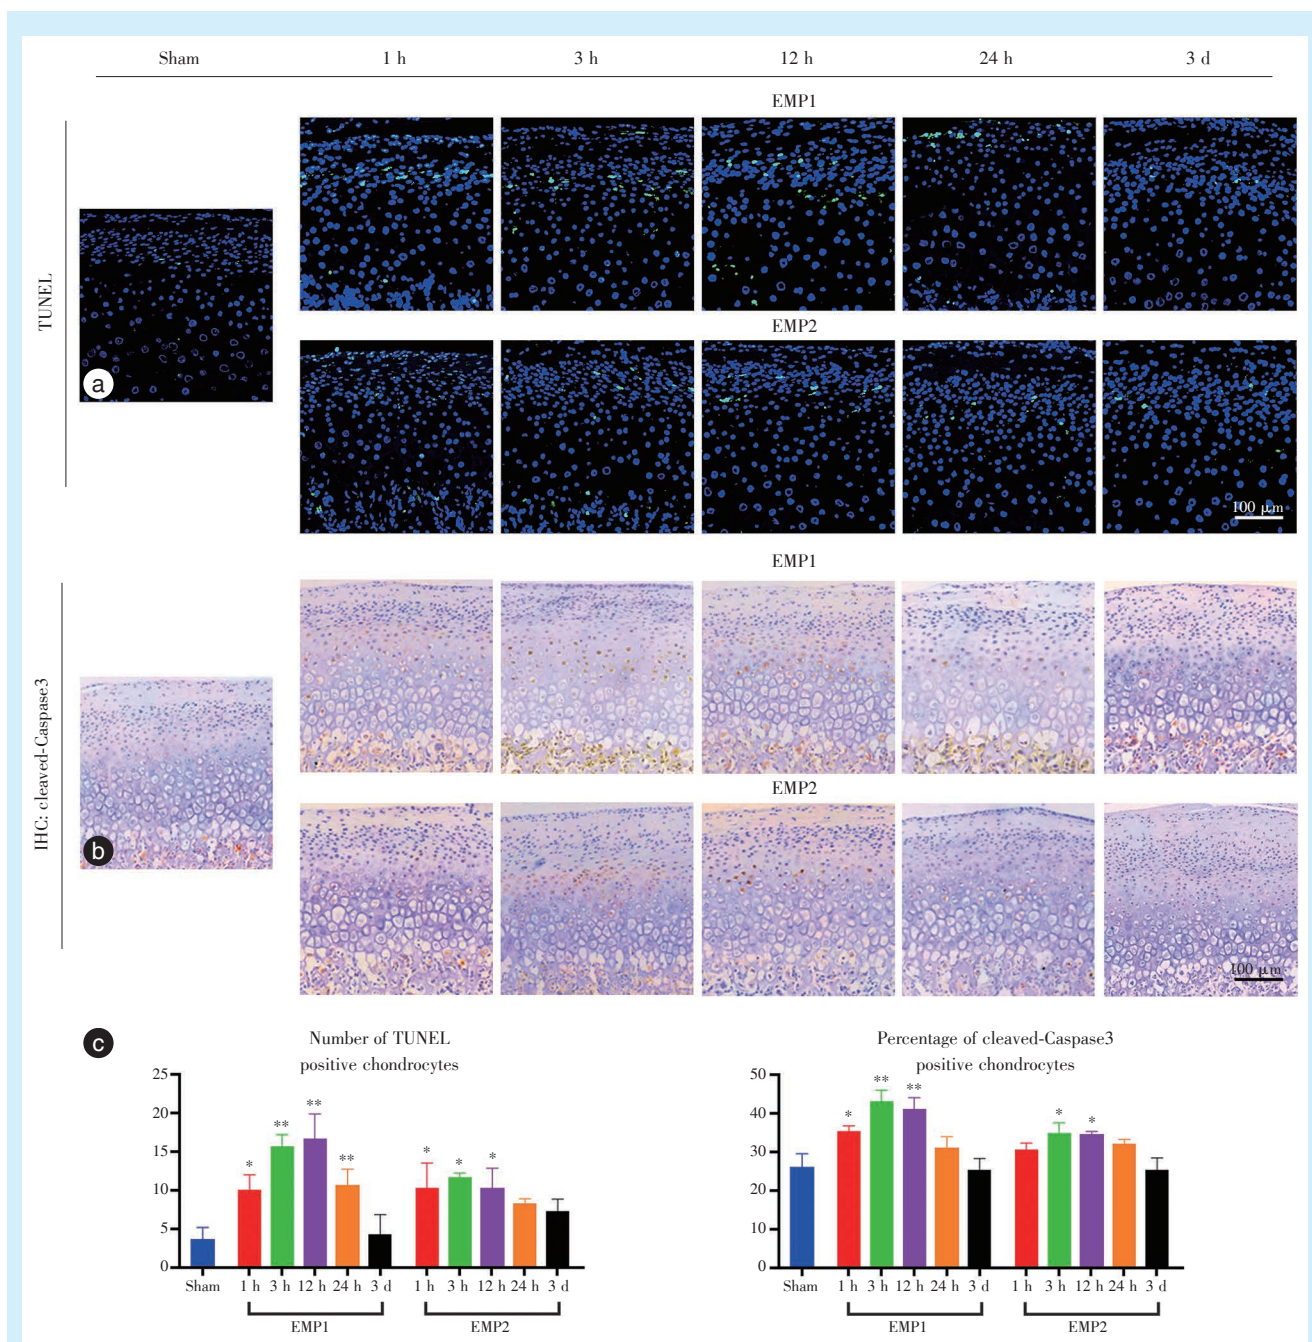 Sham 1 h 3 h 12 h 24 h 3 d
EMP1
TUNEL
a
EMP2
100 μm
EMP1
IHC: cleaved-Caspase3
b
EMP2
100 μm
c
Number of TUNEL
positive chondrocytes
25
20
15
10
5
0
* ** ** ** * * *
Sham 1 h 3 h 12 h 24 h 3 d 1 h 3 h 12 h 24 h 3 d
EMP1 EMP2
Percentage of cleaved-Caspase3
positive chondrocytes
50
40
30
20
10
0
* ** ** * *
Sham 1 h 3 h 12 h 24 h 3 d 1 h 3 h 12 h 24 h 3 d
EMP1 EMP2